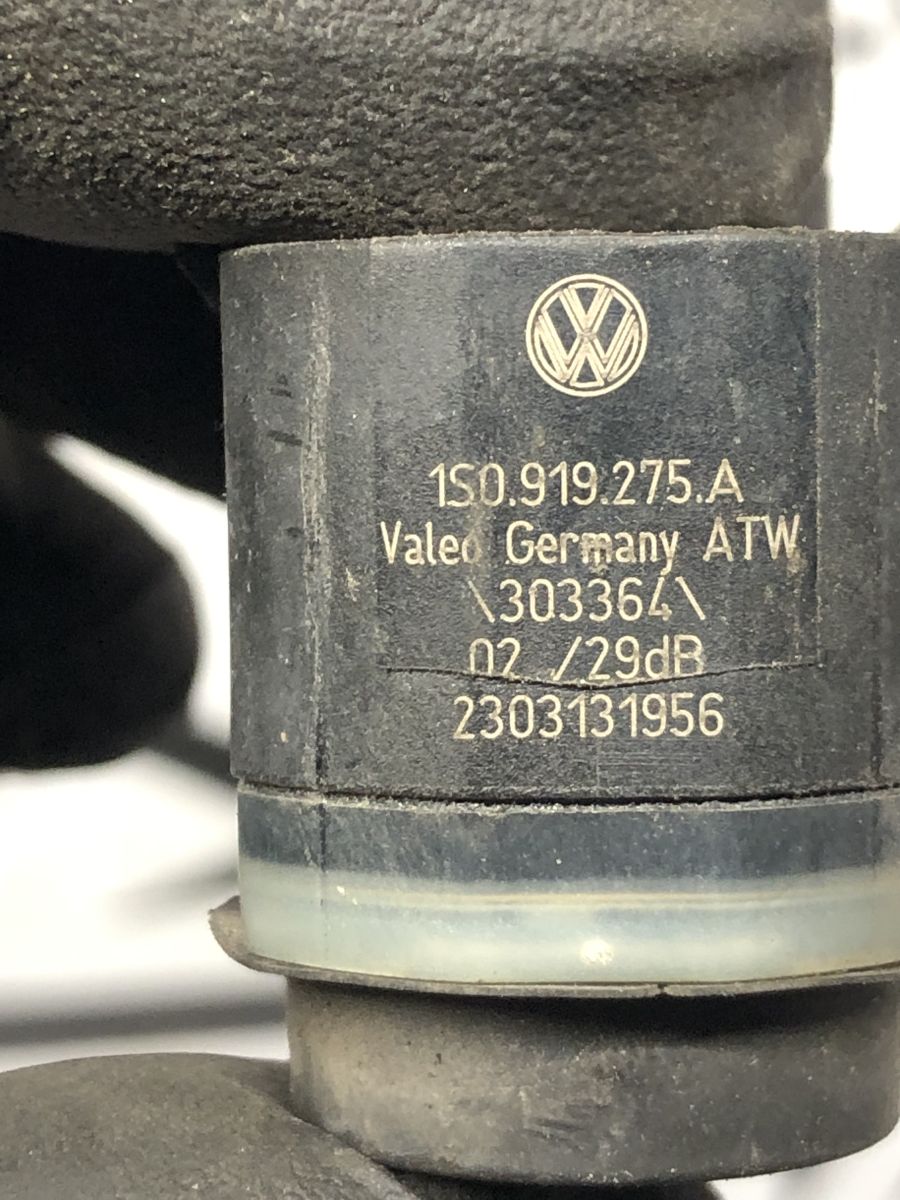 1S0.919.275.A
Valeo Germany ATW
\303364\
02 /29dB
2303131956